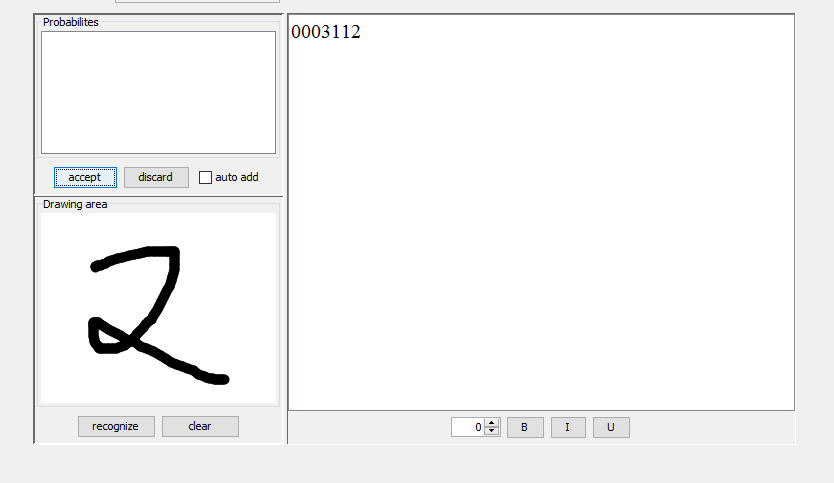 Probabilites
0003112
accept discard auto add
Drawing area
2
recognize clear
0 B I U